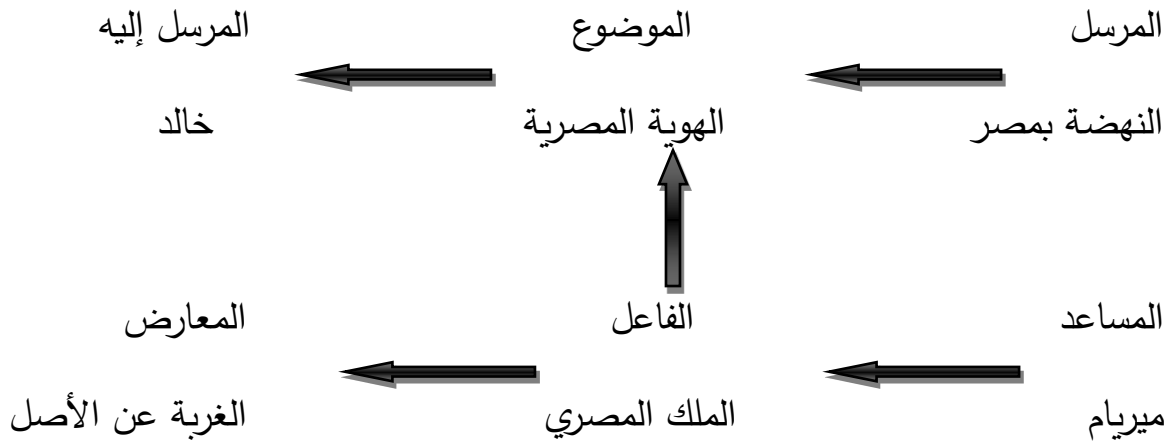 المرسل الموضوع المرسل إليه
النهضة بمصر الهوية المصرية خالد
المساعد الفاعل المعارض
ميريام الملك المصري الغربة عن الأصل